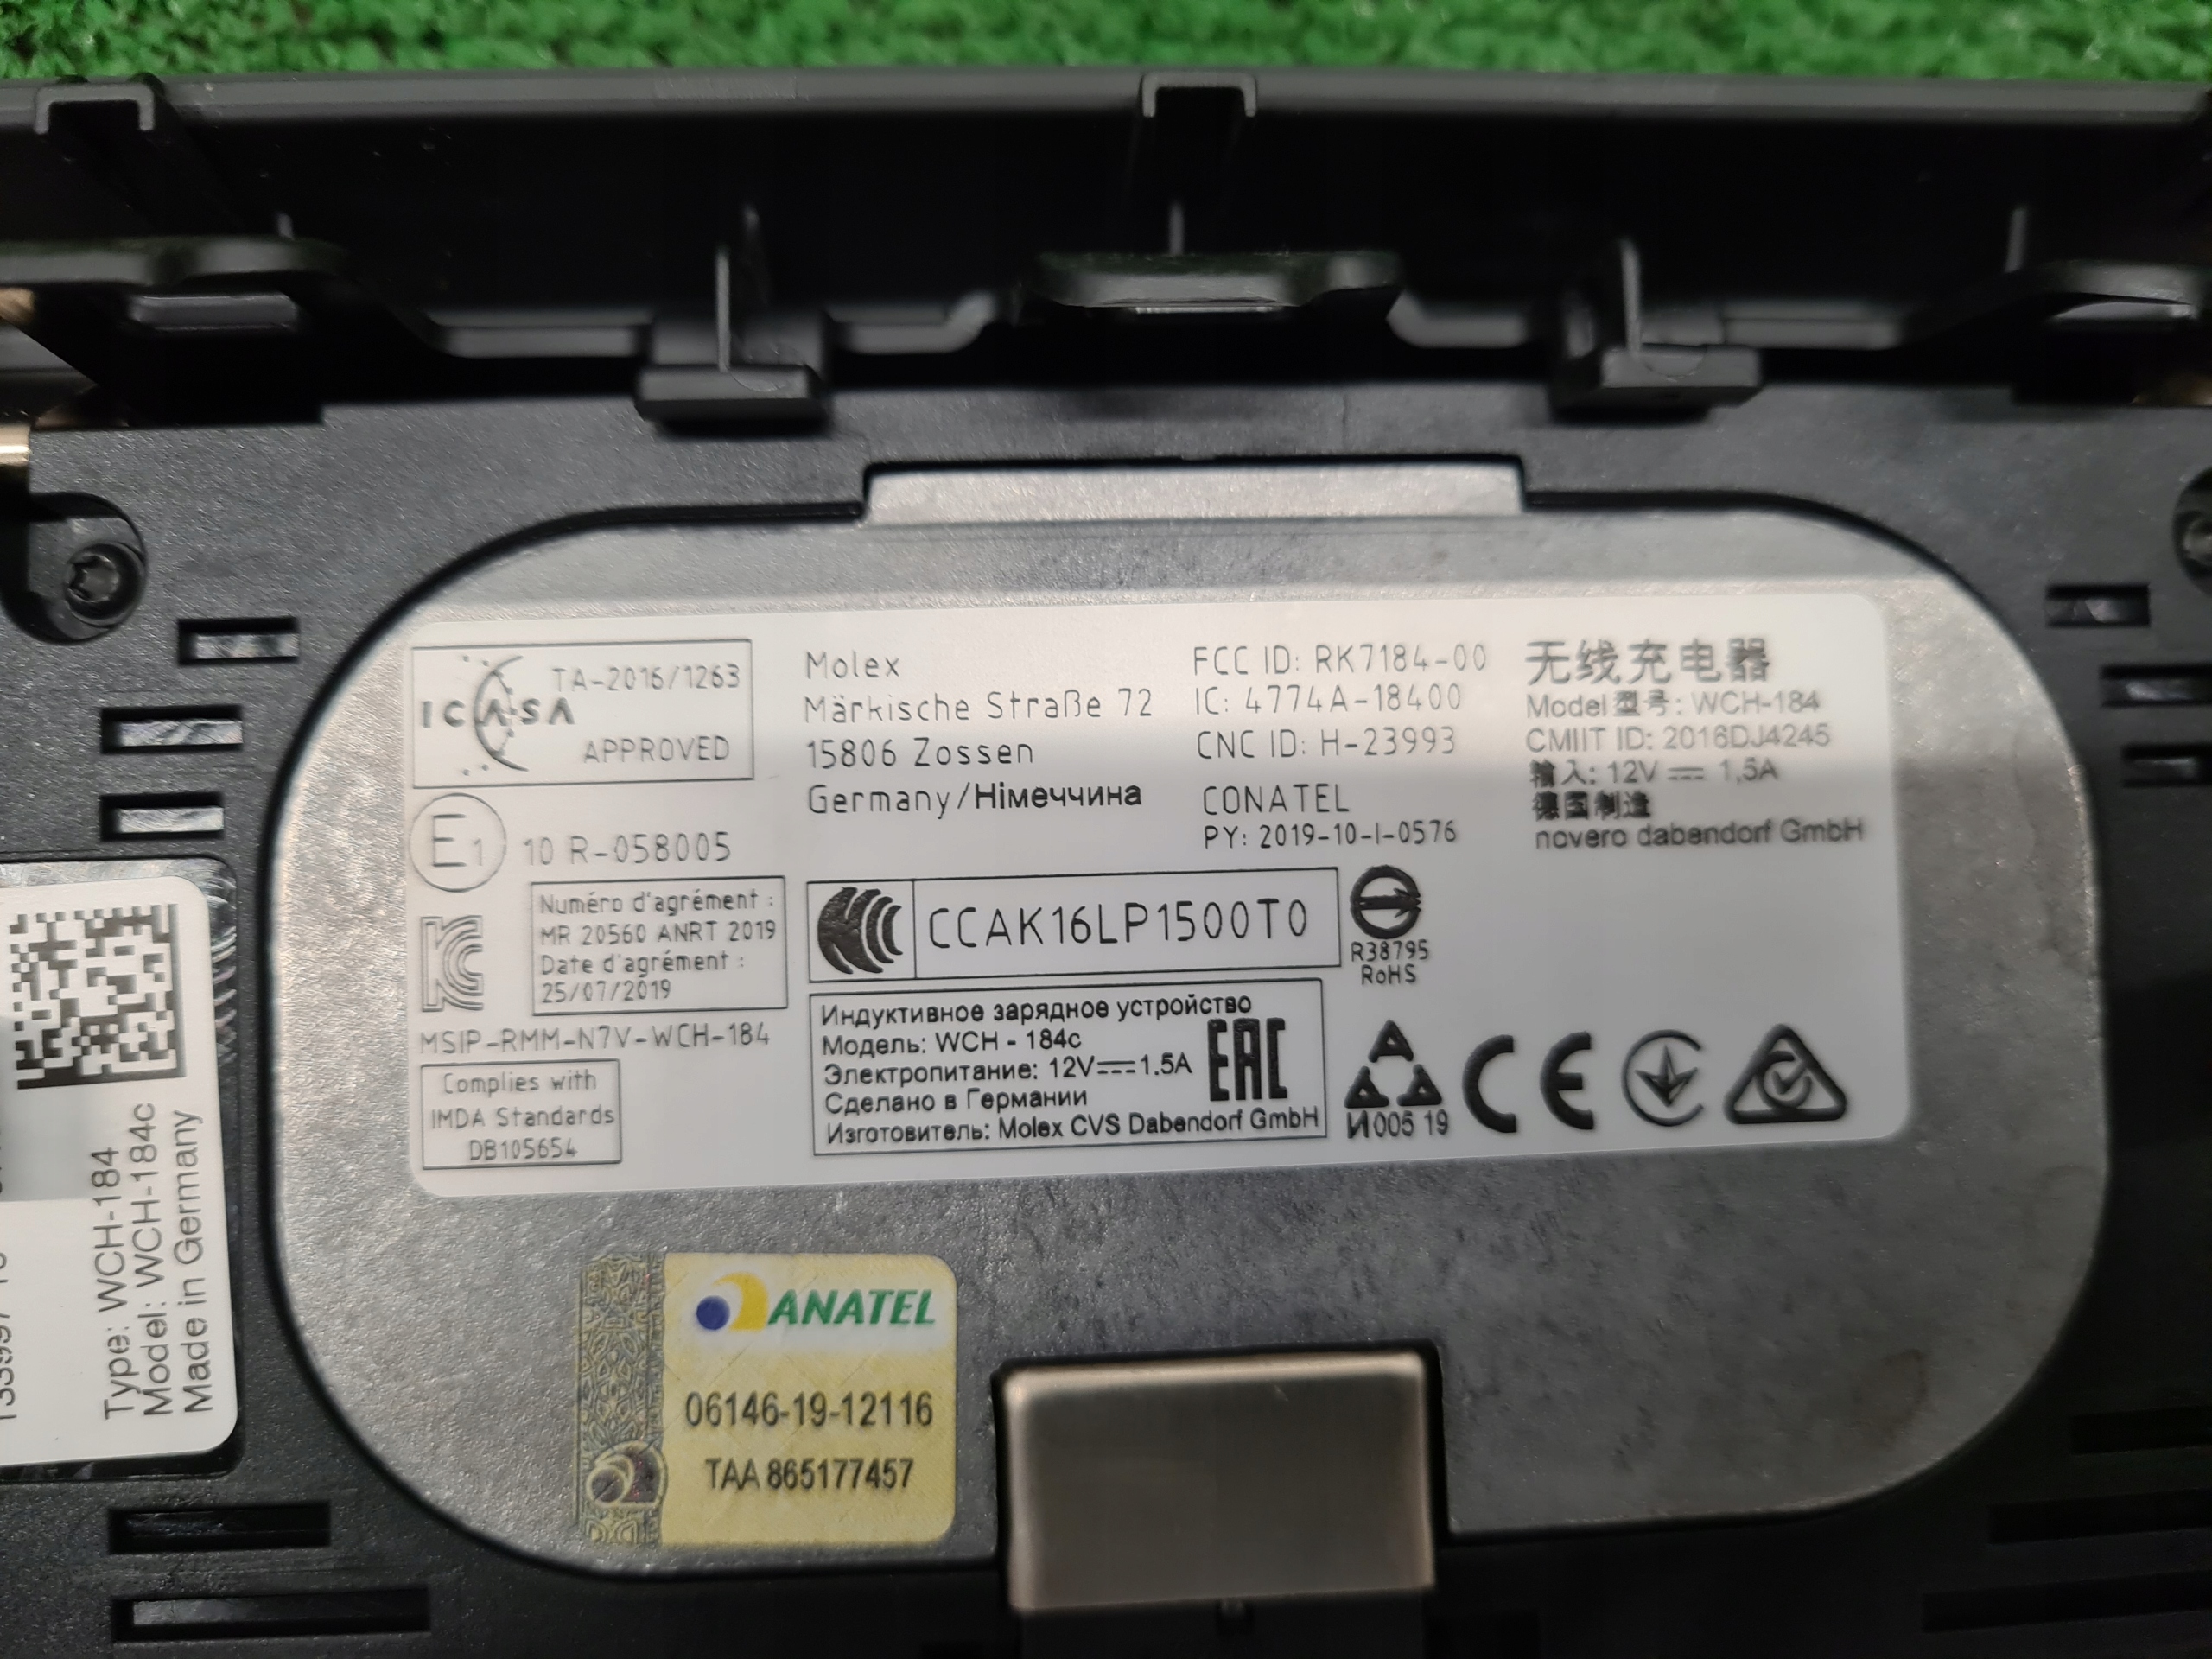 ICASA
TA-2016/1263
APPROVED
E1
10 R-058005
Numéro d'agrément :
MR 20560 ANRT 2019
Date d'agrément :
25/07/2019
MSIP-RMM-N7V-WCH-184
Complies with
IMDA Standards
DB105654
Molex
Märkische Straße 72
15806 Zossen
Germany/Німеччина
FCC ID: RK7184-00
IC: 4774A-18400
CNC ID: H-23993
CONATEL
PY: 2019-10-I-0576
无线充电器
Model 型号: WCH-184
CMIIT ID: 2016DJ4245
输入: 12V 1,5A
德国制造
novero dabendorf GmbH
CCAK16LP1500T0
R38795
RoHS
Индуктивное зарядное устройство
Модель: WCH - 184c
Электропитание: 12V 1.5A
Сделано в Германии
Изготовитель: Molex CVS Dabendorf GmbH
EAC
И005 19
CE
Type: WCH-184
Model: WCH-184c
Made in Germany
ANATEL
06146-19-12116
TAA 865177457